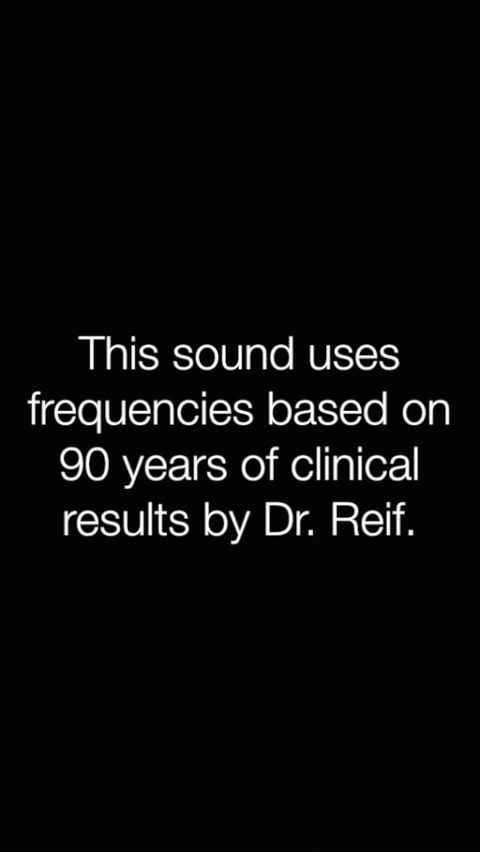 This sound uses
frequencies based on
90 years of clinical
results by Dr. Reif.